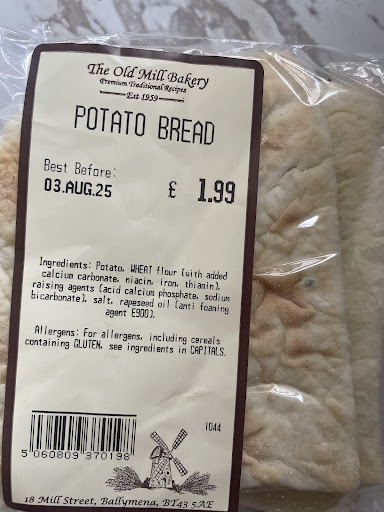 The Old Mill Bakery
Premium Traditional Recipes
Est 1959
POTATO BREAD
Best Before:
03.AUG.25 £ 1.99
Ingredients: Potato, WHEAT flour (with added
calcium carbonate, niacin, iron, thiamin),
raising agents (acid calcium phosphate, sodium
bicarbonate), salt, rapeseed oil (anti foaming
agent E900).
Allergens: For allergens, including cereals
containing GLUTEN, see ingredients in CAPITALS.
1044
5 060809 370198
18 Mill Street, Ballymena, BT43 5AE